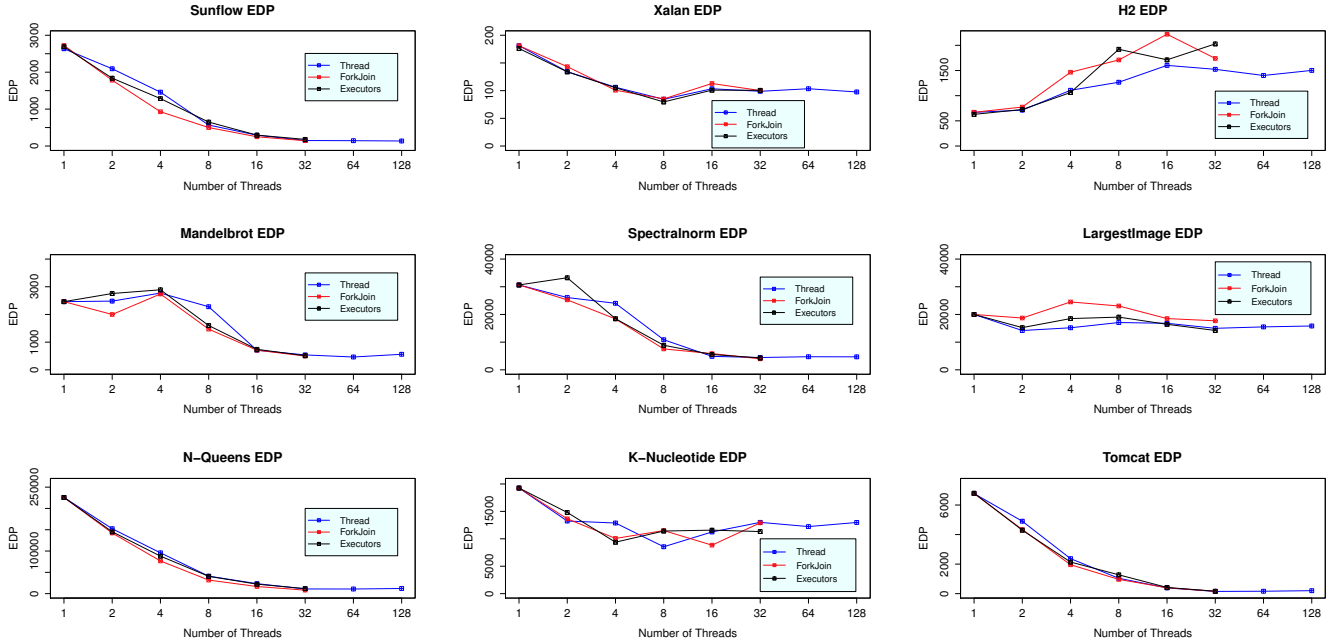 Sunflow EDP
EDP
0 1000 2000 3000
Thread
ForkJoin
Executors
1 2 4 8 16 32 64 128
Number of Threads
Xalan EDP
EDP
0 50 100 200
Thread
ForkJoin
Executors
1 2 4 8 16 32 64 128
Number of Threads
H2 EDP
EDP
0 500 1500
Thread
ForkJoin
Executors
1 2 4 8 16 32 64 128
Number of Threads
Mandelbrot EDP
EDP
0 1000 3000
Thread
ForkJoin
Executors
1 2 4 8 16 32 64 128
Number of Threads
Spectralnorm EDP
EDP
0 20000 40000
Thread
ForkJoin
Executors
1 2 4 8 16 32 64 128
Number of Threads
LargestImage EDP
EDP
0 20000 40000
Thread
ForkJoin
Executors
1 2 4 8 16 32 64 128
Number of Threads
N−Queens EDP
EDP
0 100000 250000
Thread
ForkJoin
Executors
1 2 4 8 16 32 64 128
Number of Threads
K−Nucleotide EDP
EDP
0 5000 15000
Thread
ForkJoin
Executors
1 2 4 8 16 32 64 128
Number of Threads
Tomcat EDP
EDP
0 2000 6000
Thread
ForkJoin
Executors
1 2 4 8 16 32 64 128
Number of Threads